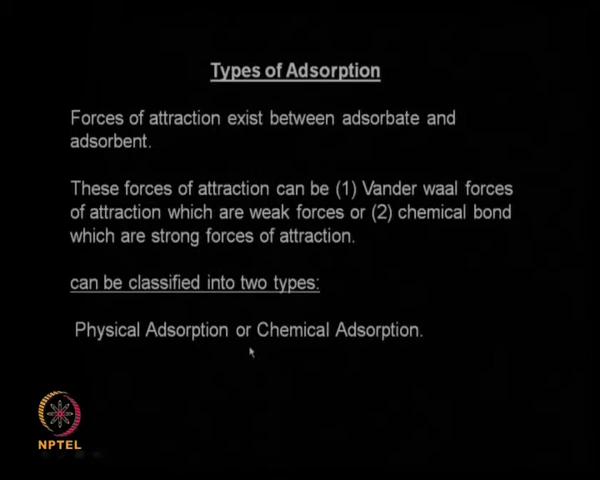 Types of Adsorption
Forces of attraction exist between adsorbate and
adsorbent.
These forces of attraction can be (1) Vander waal forces
of attraction which are weak forces or (2) chemical bond
which are strong forces of attraction.
can be classified into two types:
Physical Adsorption or Chemical Adsorption.
NPTEL